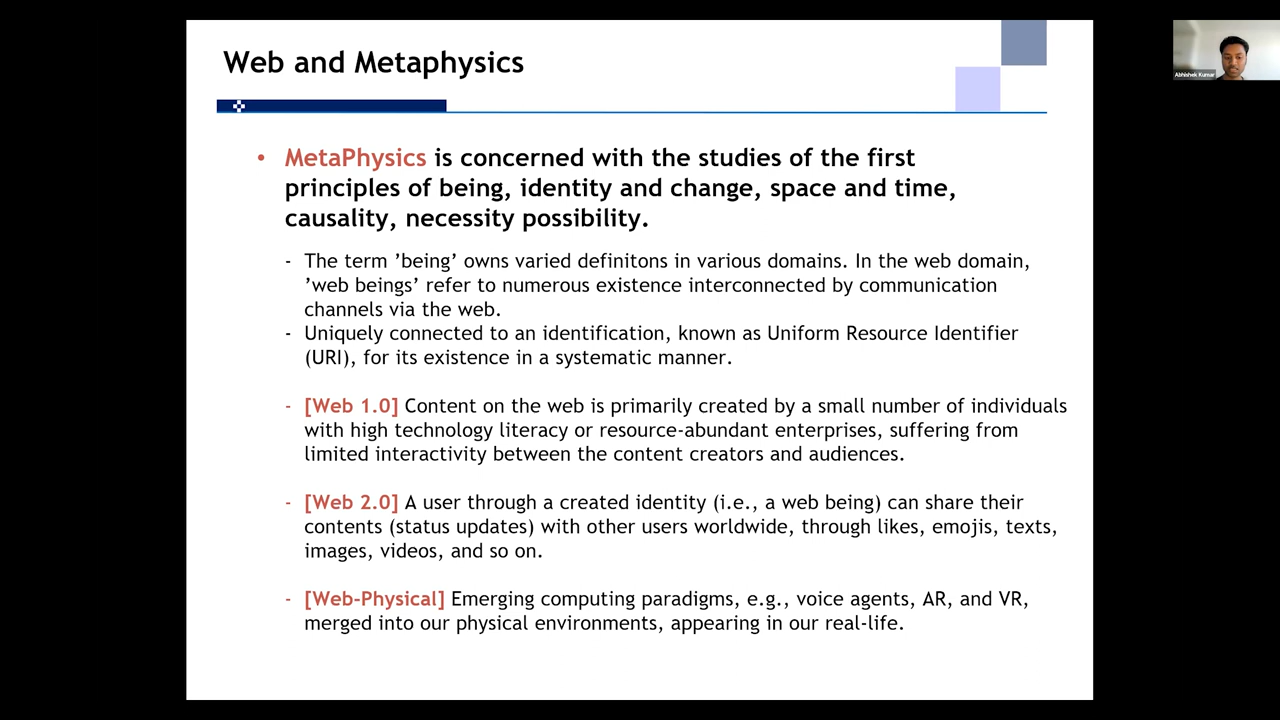 Web and Metaphysics
Abhishek Kumar
• MetaPhysics is concerned with the studies of the first
principles of being, identity and change, space and time,
causality, necessity possibility.
- The term ’being’ owns varied definitons in various domains. In the web domain,
’web beings’ refer to numerous existence interconnected by communication
channels via the web.
- Uniquely connected to an identification, known as Uniform Resource Identifier
(URI), for its existence in a systematic manner.
- [Web 1.0] Content on the web is primarily created by a small number of individuals
with high technology literacy or resource-abundant enterprises, suffering from
limited interactivity between the content creators and audiences.
- [Web 2.0] A user through a created identity (i.e., a web being) can share their
contents (status updates) with other users worldwide, through likes, emojis, texts,
images, videos, and so on.
- [Web-Physical] Emerging computing paradigms, e.g., voice agents, AR, and VR,
merged into our physical environments, appearing in our real-life.